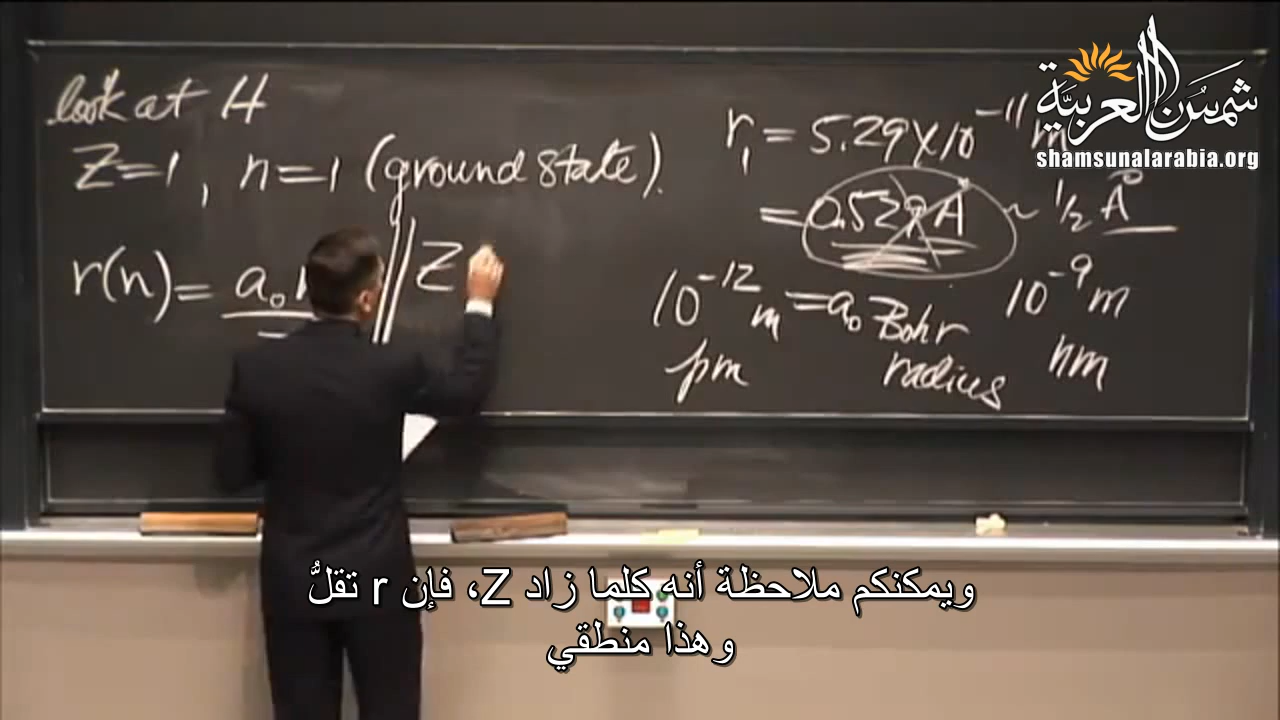 look at H
Z=1, n=1 (ground state).
r(n) = a₀
Z
r₁ = 5.29×10⁻¹¹ m
= 0.529Å ~ 1/2 Å
10⁻¹² m = a₀ Bohr radius
pm
10⁻⁹ m
nm
شمس العربية
shamsunalarabia.org
ويمكنكم ملاحظة أنه كلما زاد Z، فإن r تقلُّ
وهذا منطقي